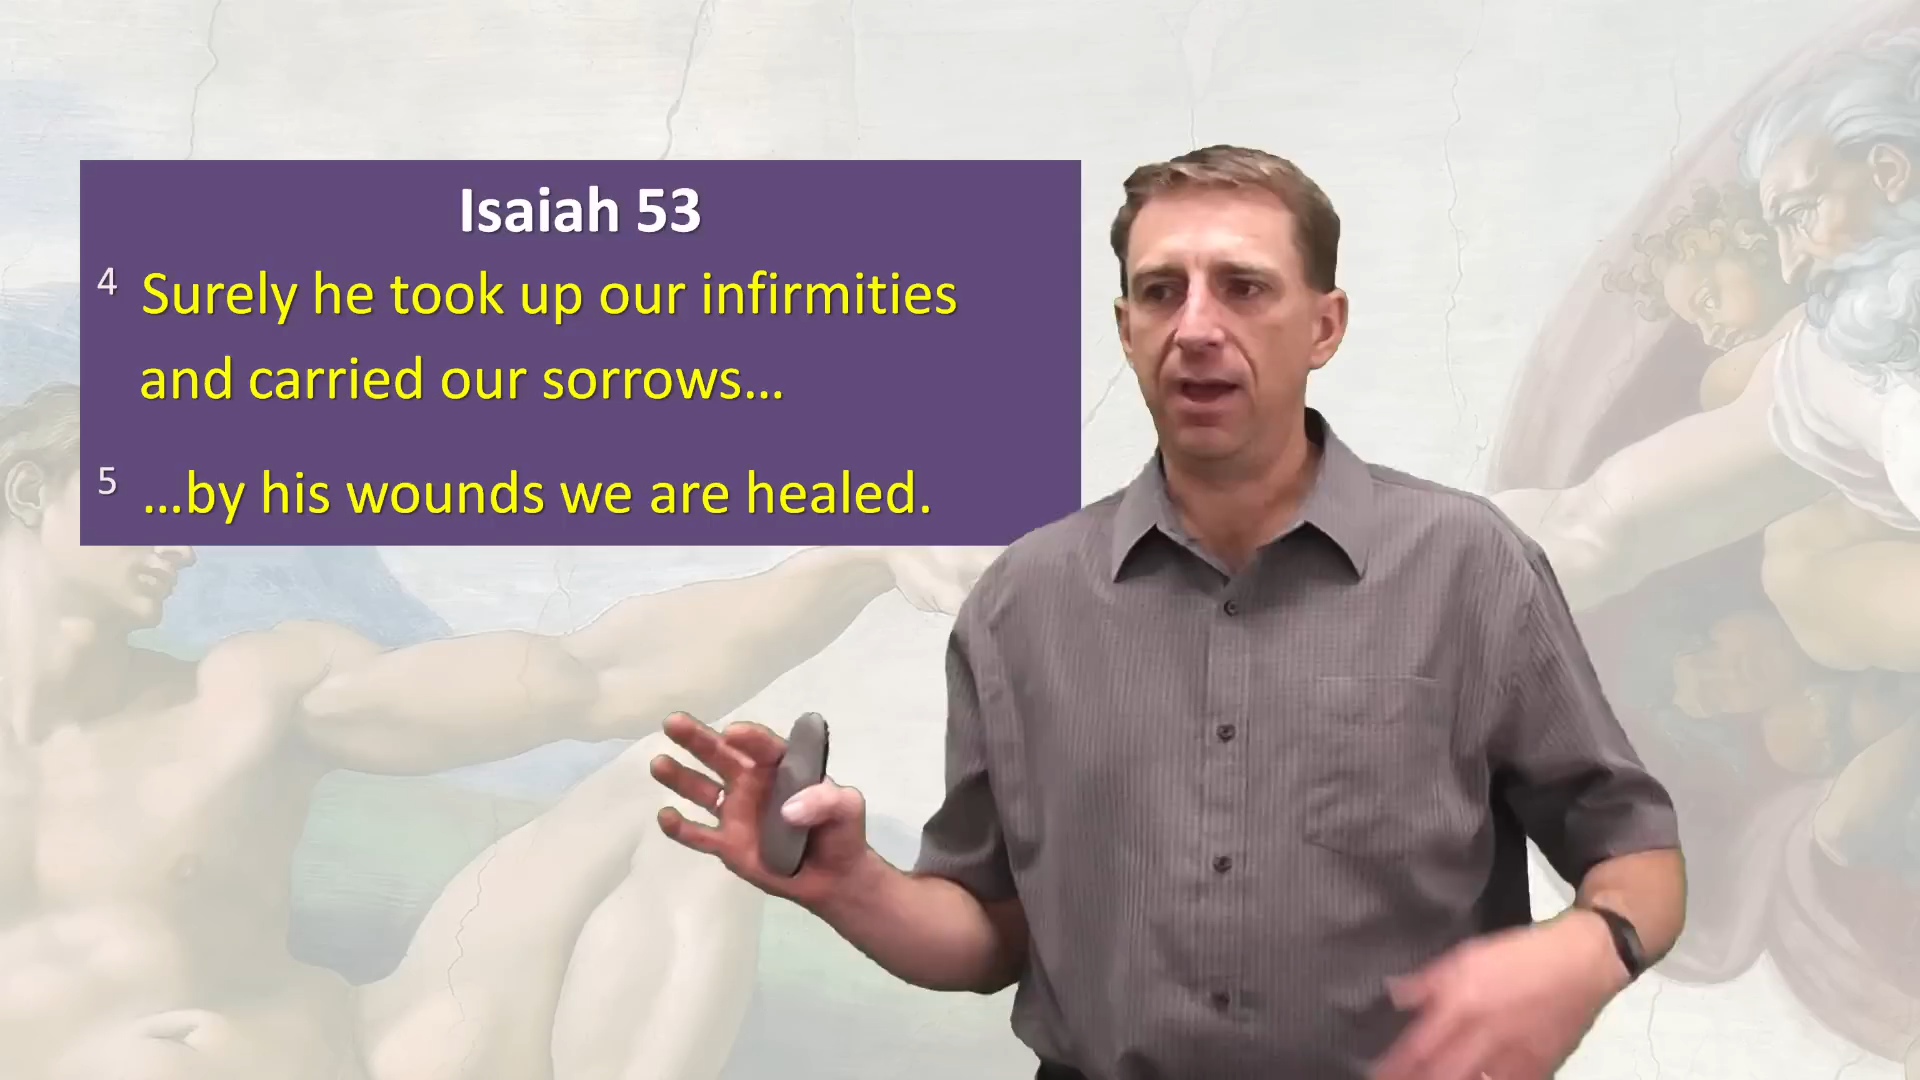 Isaiah 53
4 Surely he took up our infirmities
and carried our sorrows…
5 …by his wounds we are healed.